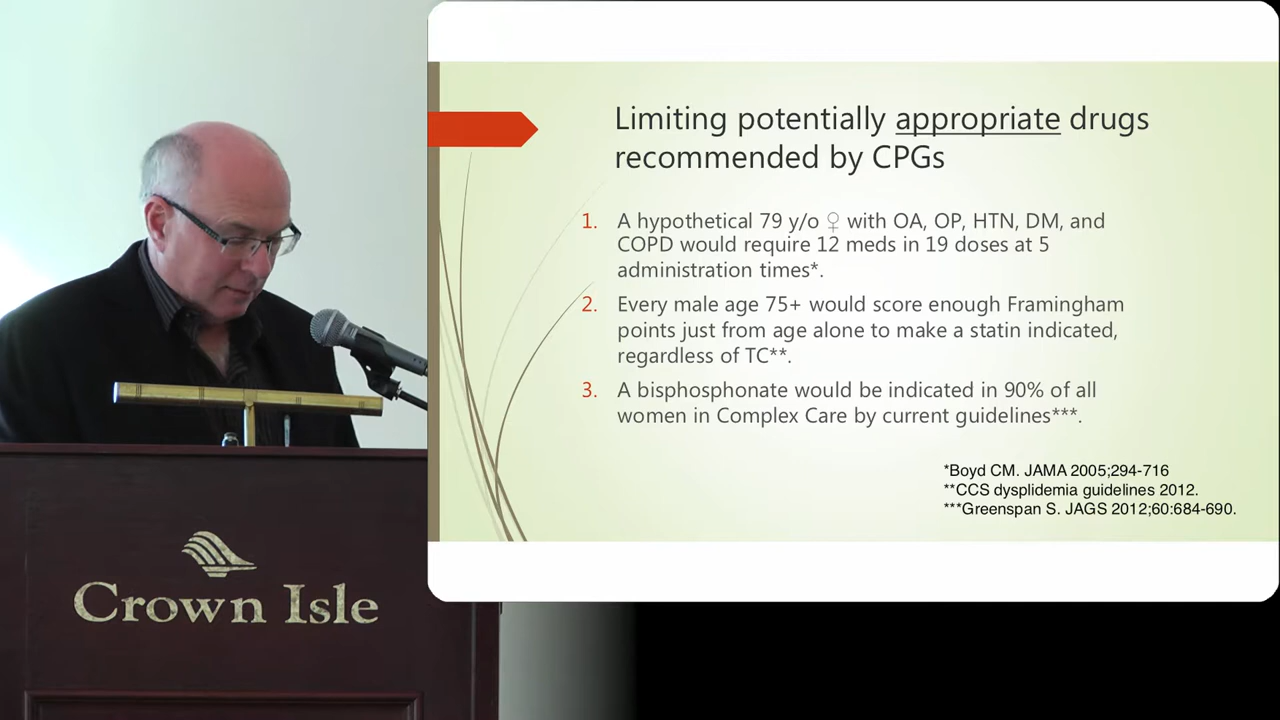 Limiting potentially appropriate drugs
recommended by CPGs
1. A hypothetical 79 y/o ♀ with OA, OP, HTN, DM, and
COPD would require 12 meds in 19 doses at 5
administration times*.
2. Every male age 75+ would score enough Framingham
points just from age alone to make a statin indicated,
regardless of TC**.
3. A bisphosphonate would be indicated in 90% of all
women in Complex Care by current guidelines***.
*Boyd CM. JAMA 2005;294-716
**CCS dysplidemia guidelines 2012.
***Greenspan S. JAGS 2012;60:684-690.
Crown Isle